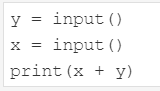 y = input()
x = input()
print(x + y)